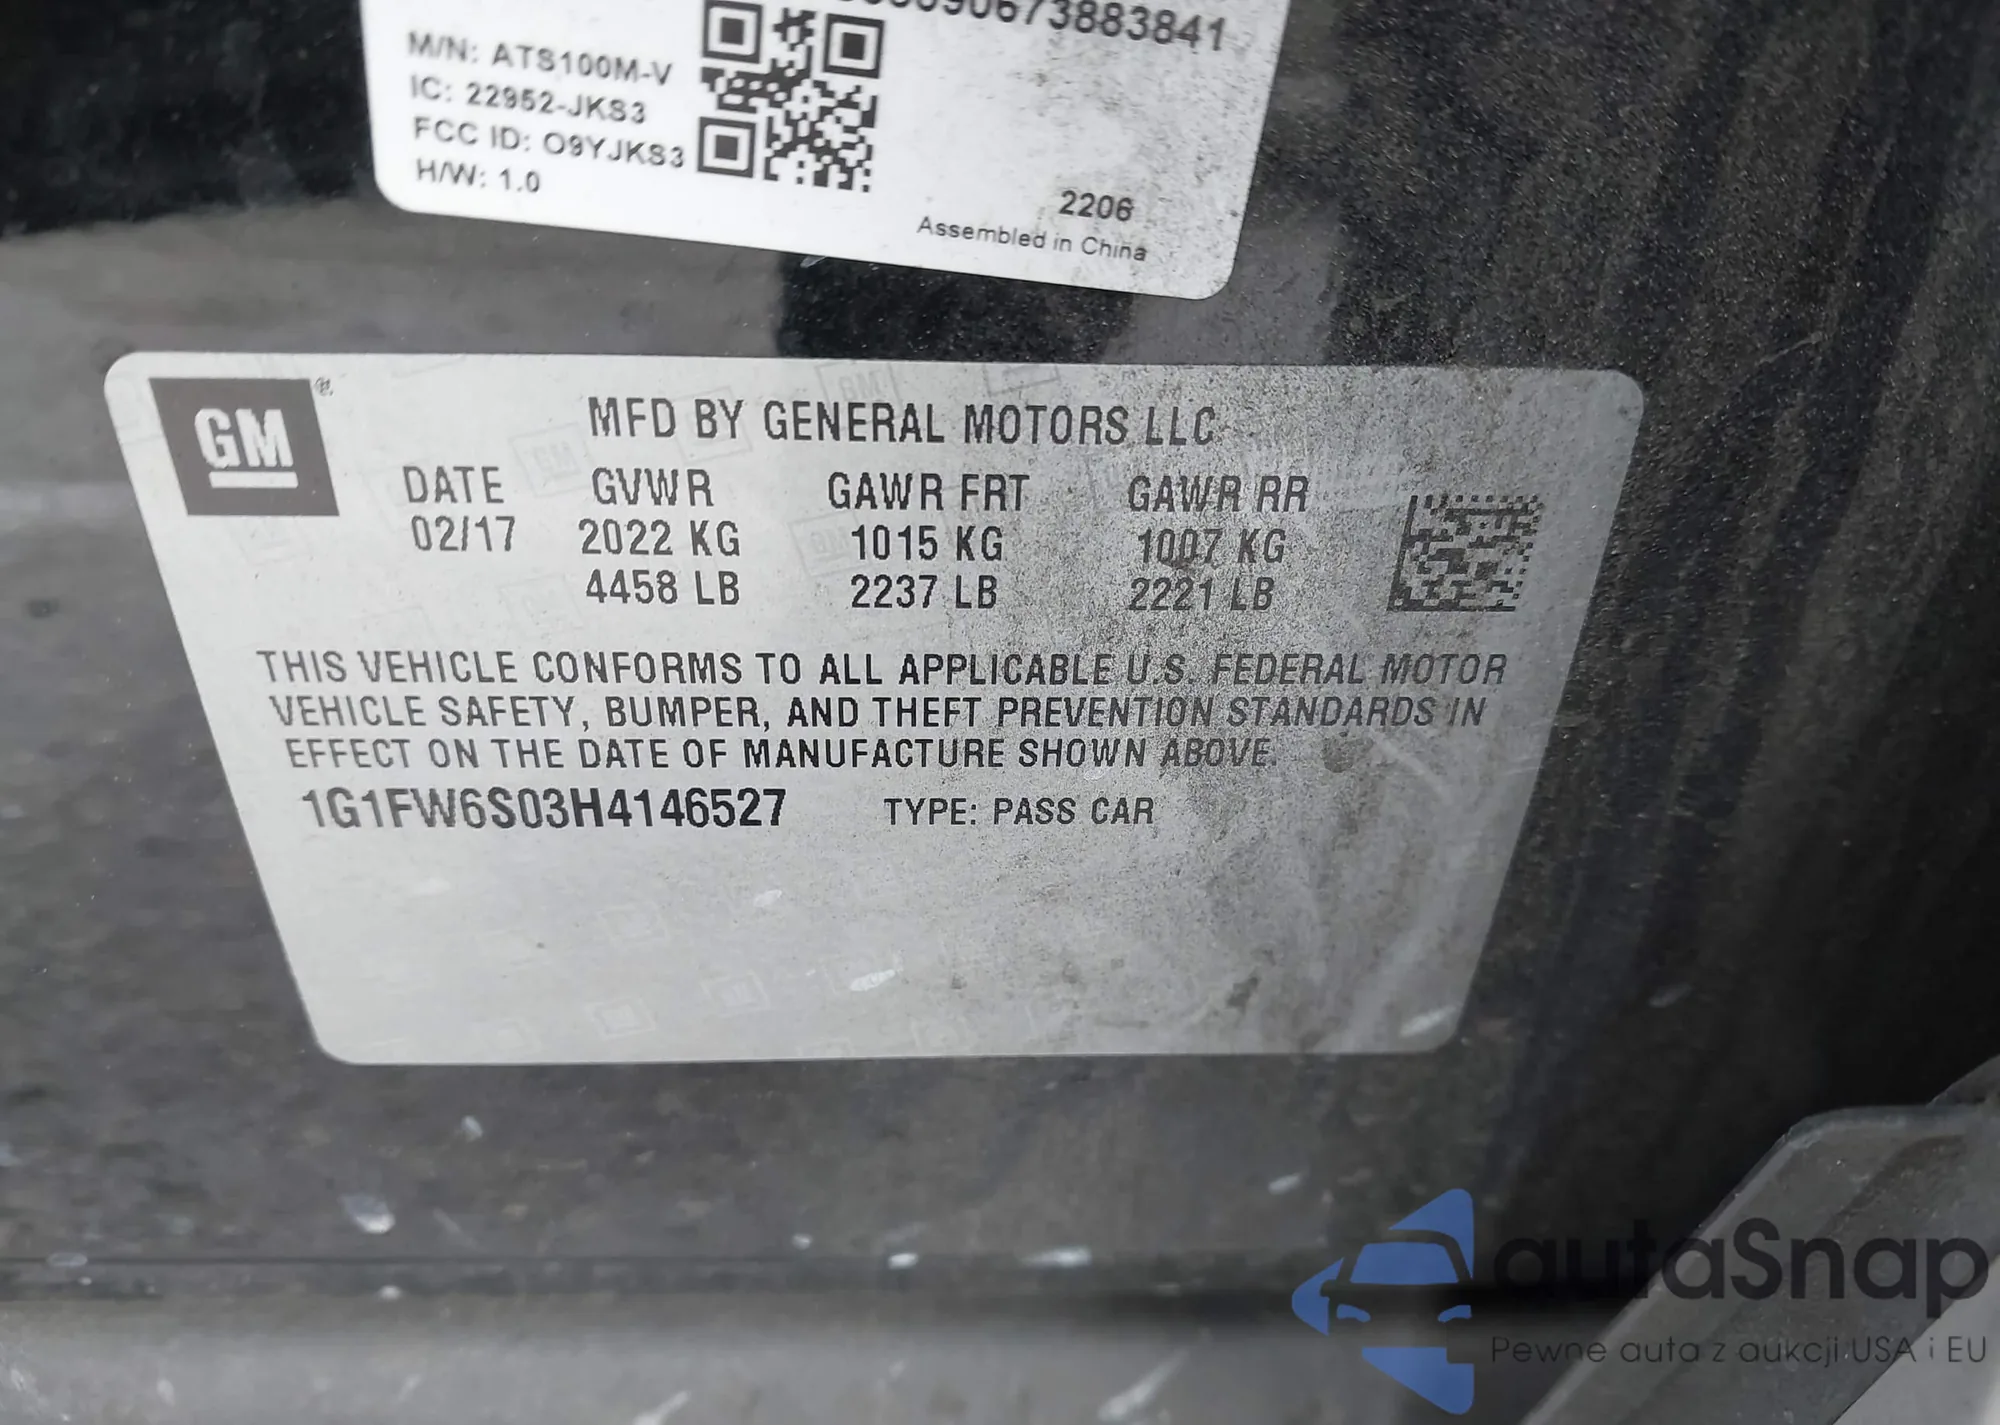 90673883841
M/N: ATS100M-V
IC: 22952-JKS3
FCC ID: O9YJKS3
H/W: 1.0
2206
Assembled in China
GM®
MFD BY GENERAL MOTORS LLC
DATE GVWR GAWR FRT GAWR RR
02/17 2022 KG 1015 KG 1007 KG
4458 LB 2237 LB 2221 LB
THIS VEHICLE CONFORMS TO ALL APPLICABLE U.S. FEDERAL MOTOR
VEHICLE SAFETY, BUMPER, AND THEFT PREVENTION STANDARDS IN
EFFECT ON THE DATE OF MANUFACTURE SHOWN ABOVE.
1G1FW6S03H4146527 TYPE: PASS CAR
autaSnap
Pewne auta z aukcji USA i EU